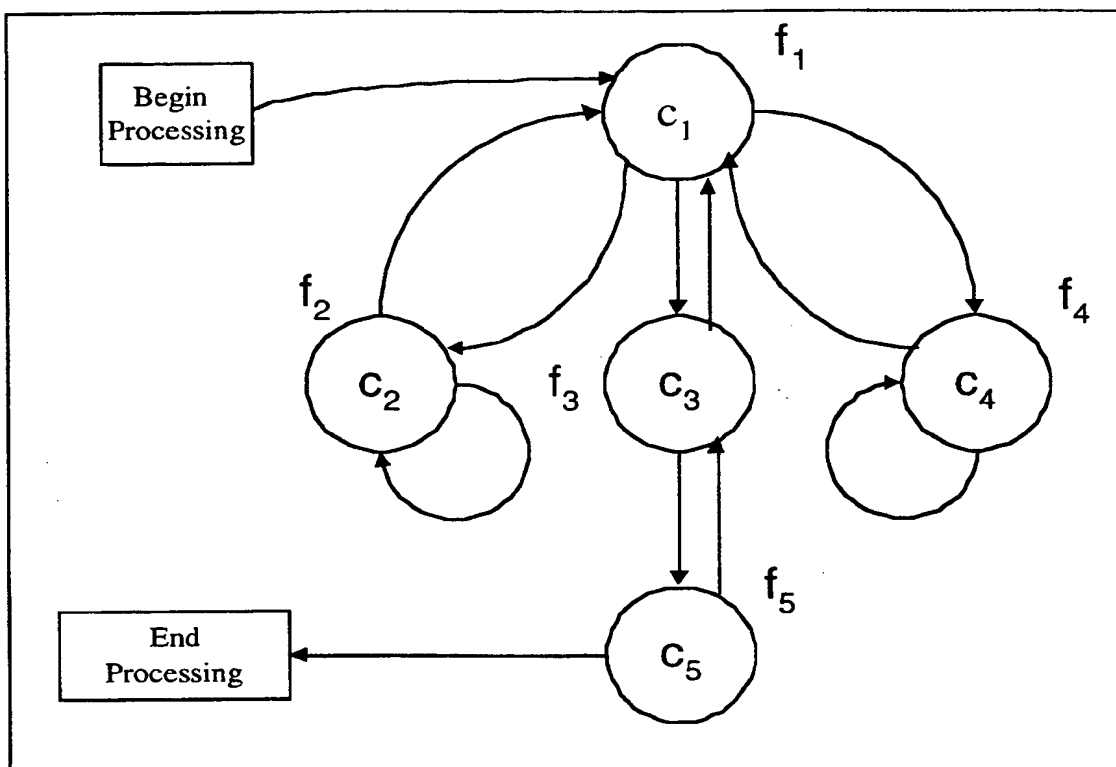 f₁
Begin
Processing
C₁
f₂
f₄
C₂
f₃
C₃
C₄
f₅
End
Processing
C₅